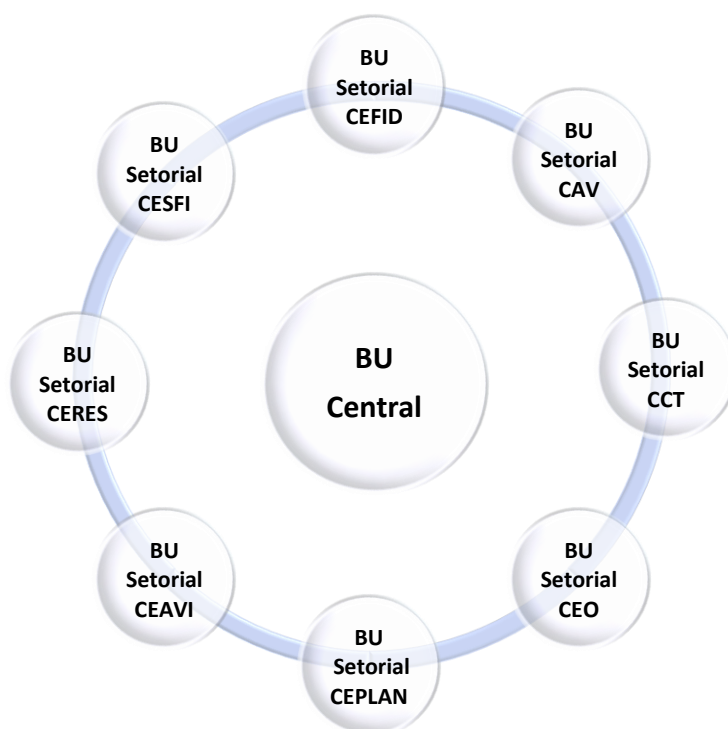 BU
Setorial
CEFID
BU
Setorial
CAV
BU
Setorial
CCT
BU
Setorial
CEO
BU
Setorial
CEPLAN
BU
Setorial
CEAVI
BU
Setorial
CERES
BU
Setorial
CESFI
BU
Central